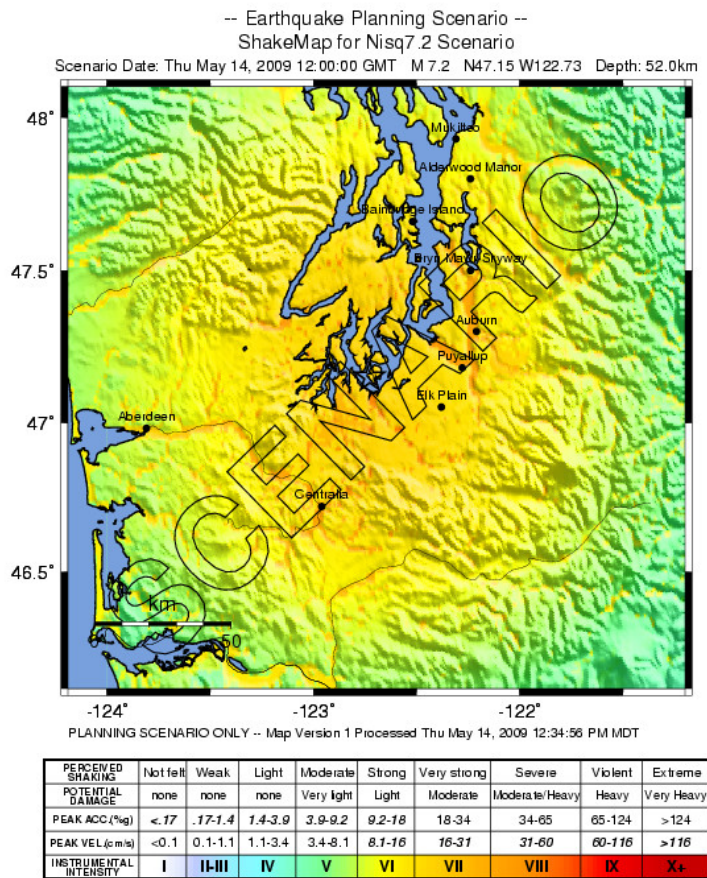 -- Earthquake Planning Scenario --
ShakeMap for Nisq7.2 Scenario
Scenario Date: Thu May 14, 2009 12:00:00 GMT M 7.2 N47.15 W122.73 Depth: 52.0km
48°
Mukilteo
Alderwood Manor
Bainbridge Island
Bryn Mawr-Skyway
47.5°
Auburn
Puyallup
Elk Plain
47°
Aberdeen
Centralia
SCENARIO
46.5°
km
0 50
-124° -123° -122°
PLANNING SCENARIO ONLY -- Map Version 1 Processed Thu May 14, 2009 12:34:56 PM MDT
PERCEIVED SHAKING Not felt Weak Light Moderate Strong Very strong Severe Violent Extreme
POTENTIAL DAMAGE none none none Very light Light Moderate Moderate/Heavy Heavy Very Heavy
PEAK ACC.(%g) <.17 .17-1.4 1.4-3.9 3.9-9.2 9.2-18 18-34 34-65 65-124 >124
PEAK VEL.(cm/s) <0.1 0.1-1.1 1.1-3.4 3.4-8.1 8.1-16 16-31 31-60 60-116 >116
INSTRUMENTAL INTENSITY I II-III IV V VI VII VIII IX X+